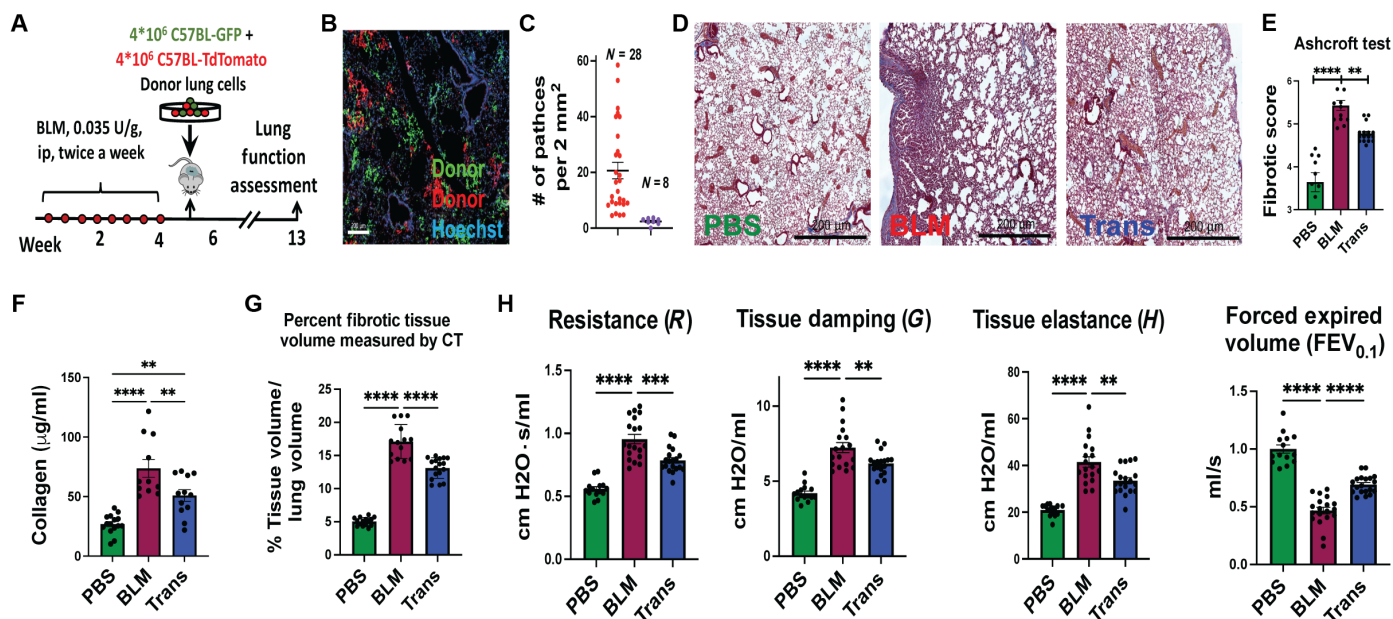 A
4*10⁶ C57BL-GFP +
4*10⁶ C57BL-TdTomato
Donor lung cells
BLM, 0.035 U/g,
ip, twice a week
Lung
function
assessment
Week
2
4
6
13
B
Donor
Donor
Hoechst
C
# of pathces
per 2 mm²
N = 28
N = 8
60
40
20
0
D
PBS
200 µm
BLM
200 µm
Trans
200 µm
E
Ashcroft test
**** **
Fibrotic score
6
5
4
3
PBS
BLM
Trans
F
**
**** **
Collagen (µg/ml)
150
100
50
0
PBS
BLM
Trans
G
Percent fibrotic tissue
volume measured by CT
**** ****
% Tissue volume/
lung volume
25
20
15
10
5
0
PBS
BLM
Trans
H
Resistance (R)
**** ***
cm H2O · s/ml
1.5
1.0
0.5
0.0
PBS
BLM
Trans
Tissue damping (G)
**** **
cm H2O/ml
10
5
0
PBS
BLM
Trans
Tissue elastance (H)
**** **
cm H2O/ml
80
60
40
20
0
PBS
BLM
Trans
Forced expired
volume (FEV₀.₁)
**** ****
ml/s
1.5
1.0
0.5
0.0
PBS
BLM
Trans